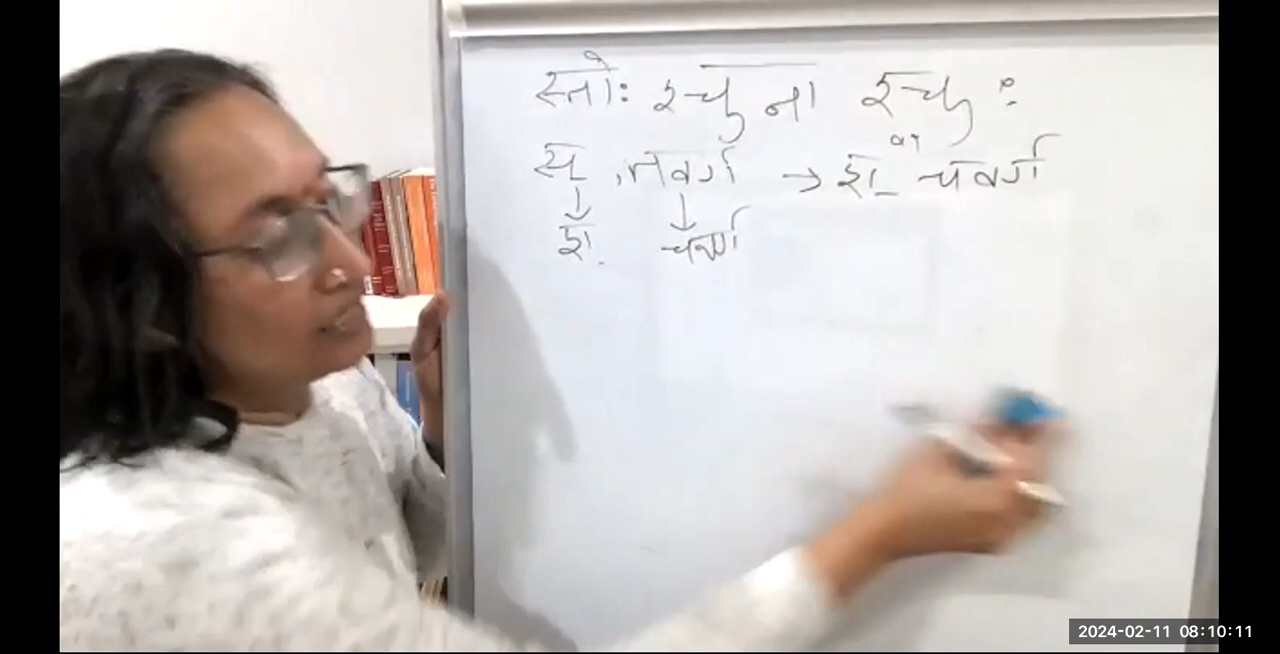 स्तोः श्चुना श्चुः
स् , तवर्ग → श् वा चवर्ग
↓ ↓
श् चवर्ग
2024-02-11 08:10:11